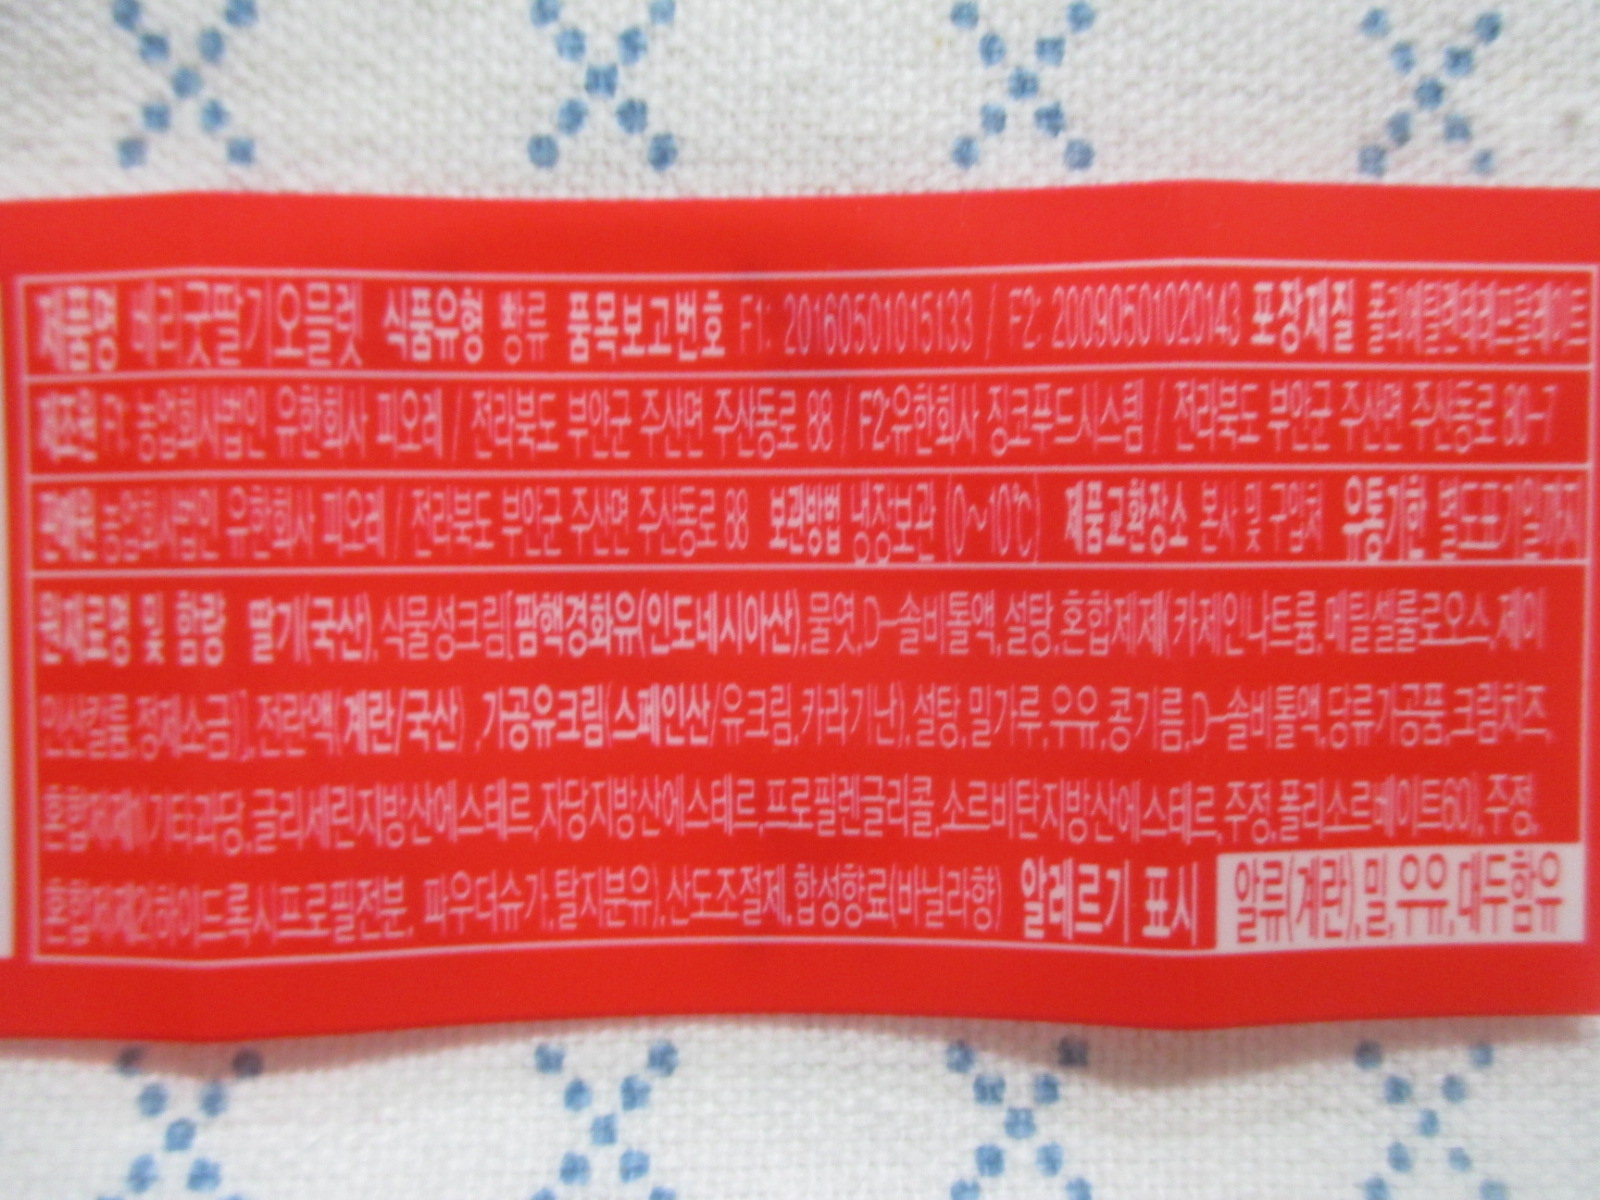 제품명 베리굿딸기오믈렛 식품유형 빵류 품목보고번호 F1: 20160501015133 / F2: 20090501020143 포장재질 폴리에틸렌테레프탈레이트
제조원 F1: 농업회사법인 유한회사 피오레 / 전라북도 부안군 주산면 주산동로 88 / F2:유한회사 징코푸드시스템 / 전라북도 부안군 주산면 주산동로 80-7
판매원 농업회사법인 유한회사 피오레 / 전라북도 부안군 주산면 주산동로 88 보관방법 냉장보관 (0~10℃) 제품교환장소 본사 및 구입처 유통기한 별도표기일까지
원재료명 및 함량 딸기(국산), 식물성크림[팜핵경화유(인도네시아산),물엿,D-솔비톨액,설탕,혼합제제(카제인나트륨,메틸셀룰로오스,제이
인산칼륨,정제소금)], 전란액 계란/국산) ,가공유크림(스페인산/유크림,카라기난),설탕,밀가루,우유,콩기름,D-솔비톨액,당류가공품,크림치즈,
혼합제제(기타과당,글리세린지방산에스테르,자당지방산에스테르,프로필렌글리콜,소르비탄지방산에스테르,주정,폴리소르베이트60),주정,
혼합제제2(하이드록시프로필전분, 파우더슈가,탈지분유),산도조절제,합성향료(바닐라향) 알레르기 표시 알류(계란),밀,우유,대두함유